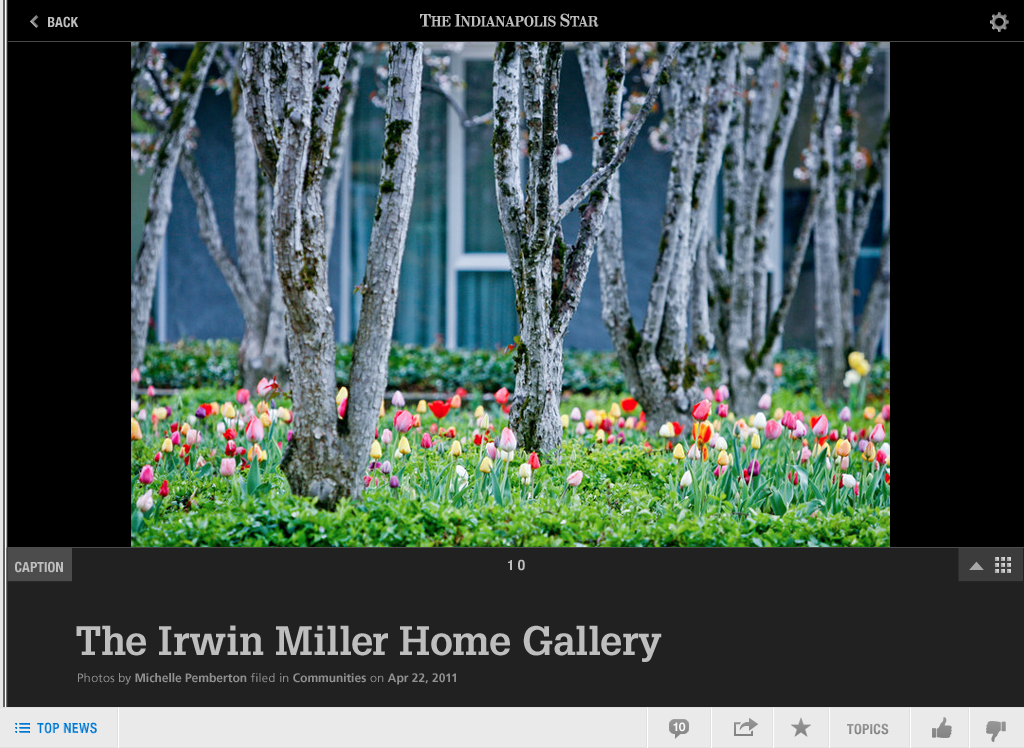 BACK
THE INDIANAPOLIS STAR
CAPTION
10
The Irwin Miller Home Gallery
Photos by Michelle Pemberton filed in Communities on Apr 22, 2011
TOP NEWS
10
TOPICS